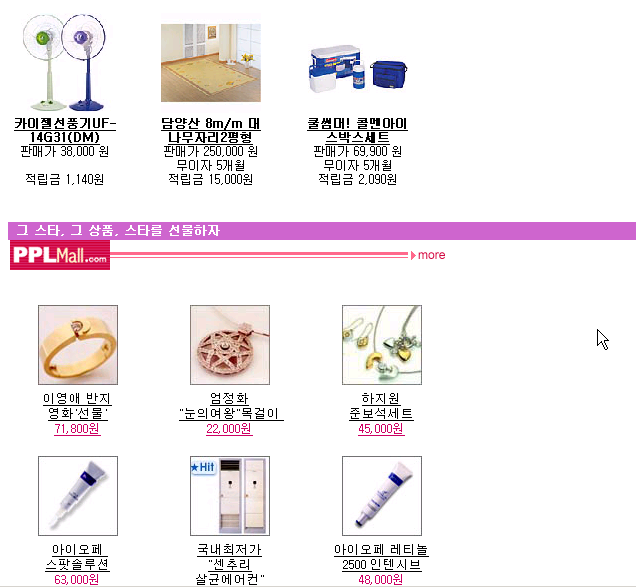 카이젤선풍기UF-
14G31(DM)
판매가 38,000 원
적립금 1,140원
담양산 8m/m 대
나무자리2평형
판매가 250,000 원
무이자 5개월
적립금 15,000원
쿨썸머! 콜멘아이
스박스세트
판매가 69,900 원
무이자 5개월
적립금 2,090원
그 스타, 그 상품, 스타를 선물하자
PPLMall.com
more
이영애 반지
영화'선물'
71,800원
엄정화
"눈의여왕"목걸이
22,000원
하지원
준보석세트
45,000원
아이오페
스팟솔루션
63,000원
★Hit
국내최저가
"센추리
살균에어컨"
아이오페 레티놀
2500 인텐시브
48,000원